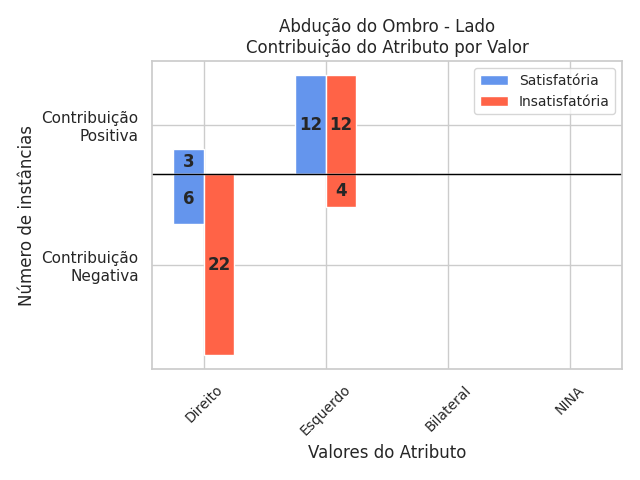 Abdução do Ombro - Lado
Contribuição do Atributo por Valor
Satisfatória
Insatisfatória
Número de instâncias
Contribuição
Positiva
Contribuição
Negativa
3
6
22
12
12
4
Direito
Esquerdo
Bilateral
NINA
Valores do Atributo